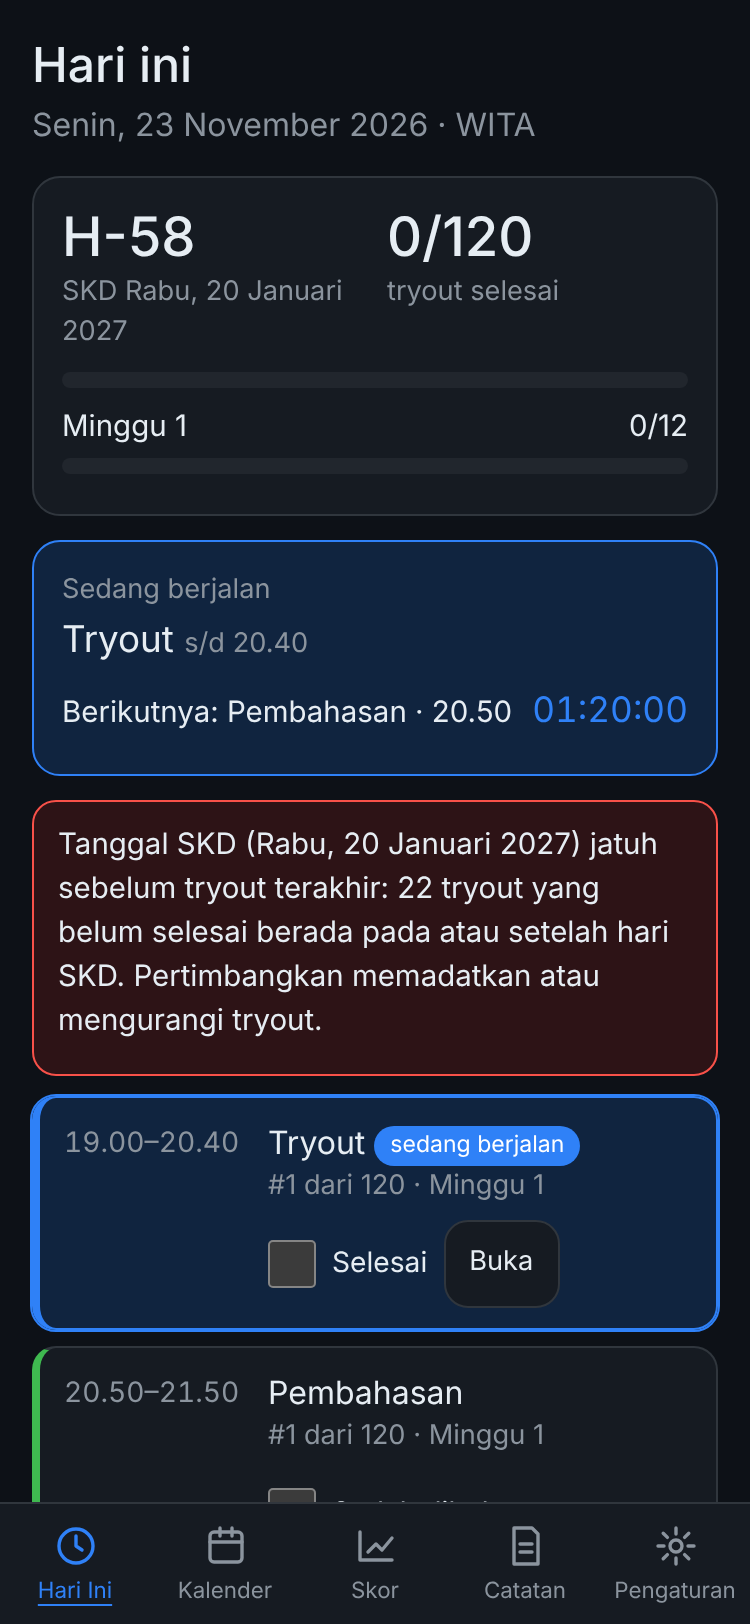 Hari ini
Senin, 23 November 2026 · WITA
H-58
SKD Rabu, 20 Januari
2027
0/120
tryout selesai
Minggu 1
0/12
Sedang berjalan
Tryout s/d 20.40
Berikutnya: Pembahasan · 20.50 01:20:00
Tanggal SKD (Rabu, 20 Januari 2027) jatuh
sebelum tryout terakhir: 22 tryout yang
belum selesai berada pada atau setelah hari
SKD. Pertimbangkan memadatkan atau
mengurangi tryout.
19.00–20.40
Tryout sedang berjalan
#1 dari 120 · Minggu 1
Selesai
Buka
20.50–21.50
Pembahasan
#1 dari 120 · Minggu 1
Hari Ini
Kalender
Skor
Catatan
Pengaturan